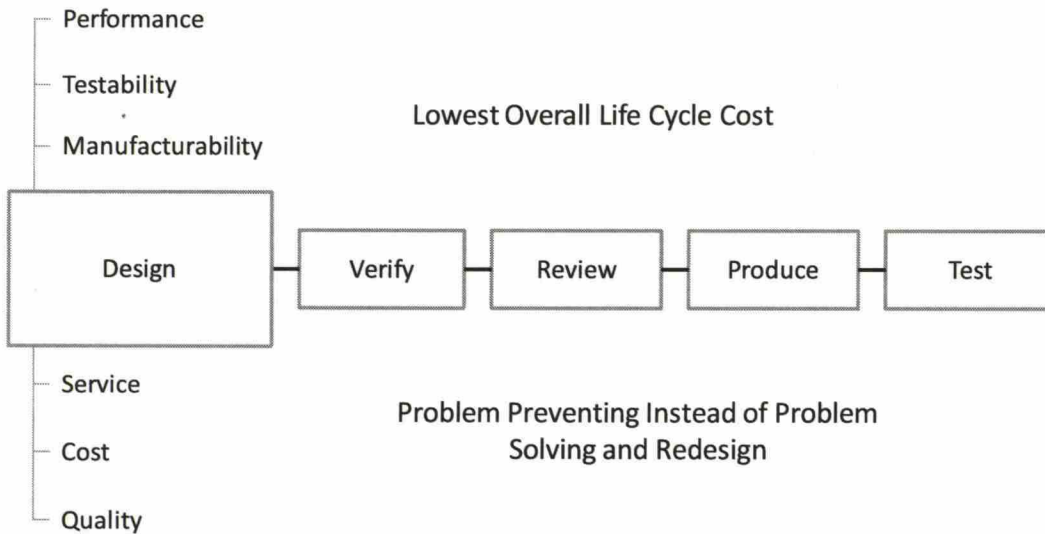 Performance
Testability
Manufacturability
Lowest Overall Life Cycle Cost
Design
Verify
Review
Produce
Test
Service
Cost
Quality
Problem Preventing Instead of Problem
Solving and Redesign